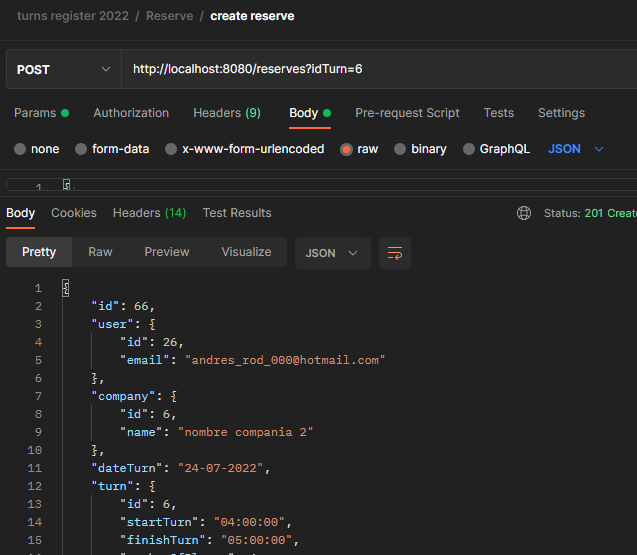 turns register 2022 / Reserve / create reserve
POST http://localhost:8080/reserves?idTurn=6
Params Authorization Headers (9) Body Pre-request Script Tests Settings
none form-data x-www-form-urlencoded raw binary GraphQL JSON
1 {
Body Cookies Headers (14) Test Results Status: 201 Create
Pretty Raw Preview Visualize JSON
1 {
2 "id": 66,
3 "user": {
4 "id": 26,
5 "email": "andres_rod_000@hotmail.com"
6 },
7 "company": {
8 "id": 6,
9 "name": "nombre compania 2"
10 },
11 "dateTurn": "24-07-2022",
12 "turn": {
13 "id": 6,
14 "startTurn": "04:00:00",
15 "finishTurn": "05:00:00",